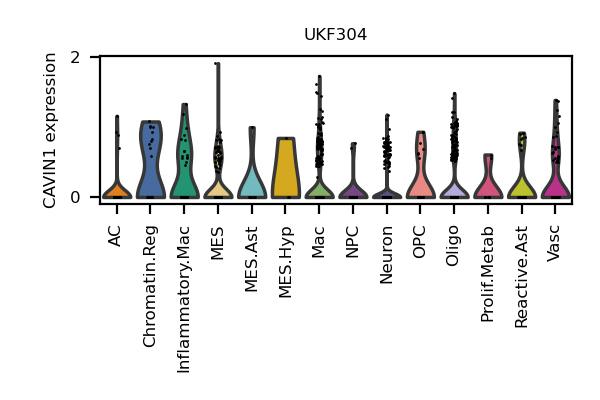 UKF304
CAVIN1 expression
2
0
AC
Chromatin.Reg
Inflammatory.Mac
MES
MES.Ast
MES.Hyp
Mac
NPC
Neuron
OPC
Oligo
Prolif.Metab
Reactive.Ast
Vasc